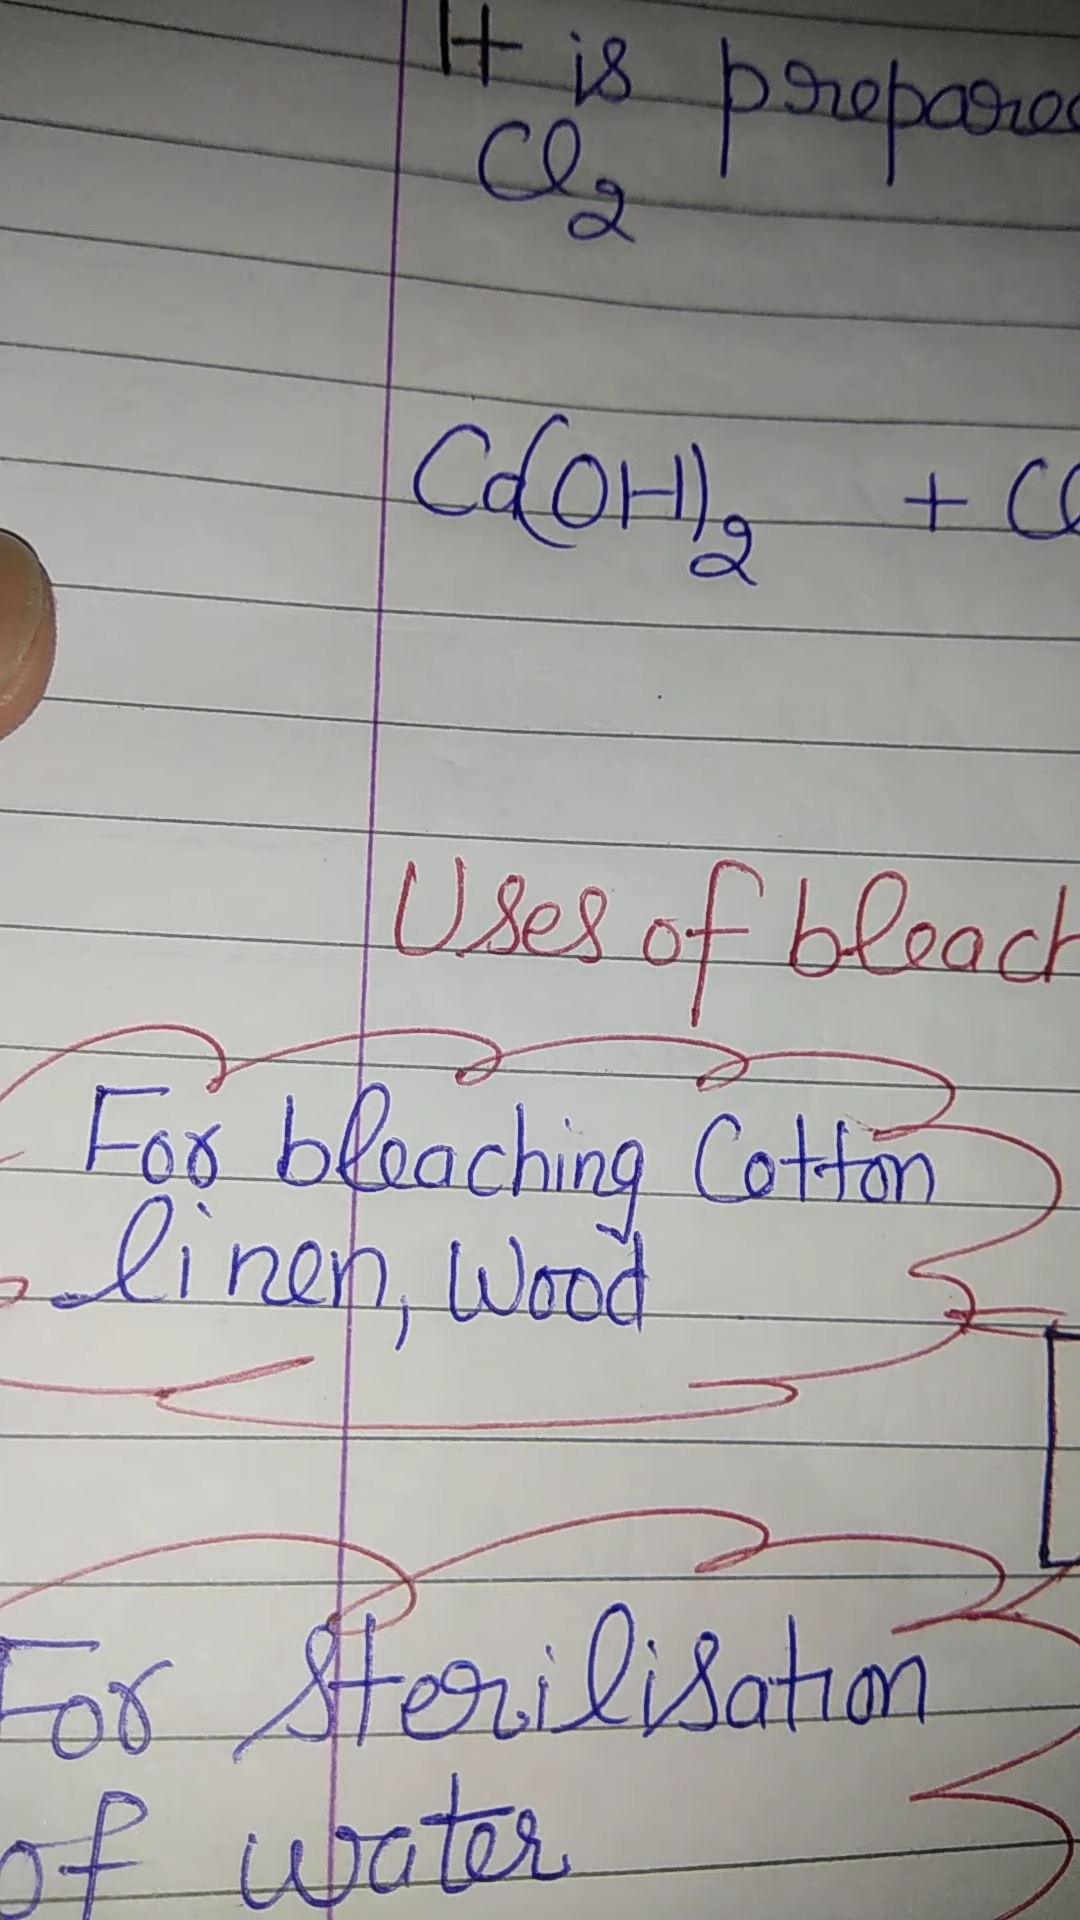 It is prepared
Cl2
Ca(OH)2 + Cl
Uses of bleach
For bleaching Cotton
linen, Wood
For Sterilisation
of water